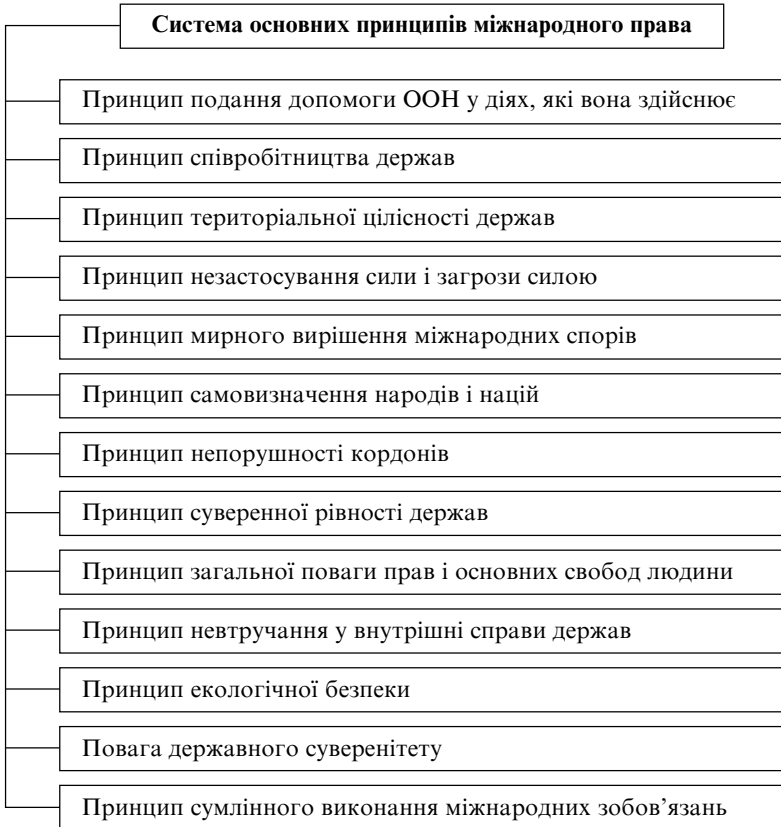 Система основних принципів міжнародного права
Принцип подання допомоги ООН у діях, які вона здійснює
Принцип співробітництва держав
Принцип територіальної цілісності держав
Принцип незастосування сили і загрози силою
Принцип мирного вирішення міжнародних спорів
Принцип самовизначення народів і націй
Принцип непорушності кордонів
Принцип суверенної рівності держав
Принцип загальної поваги прав і основних свобод людини
Принцип невтручання у внутрішні справи держав
Принцип екологічної безпеки
Повага державного суверенітету
Принцип сумлінного виконання міжнародних зобов’язань